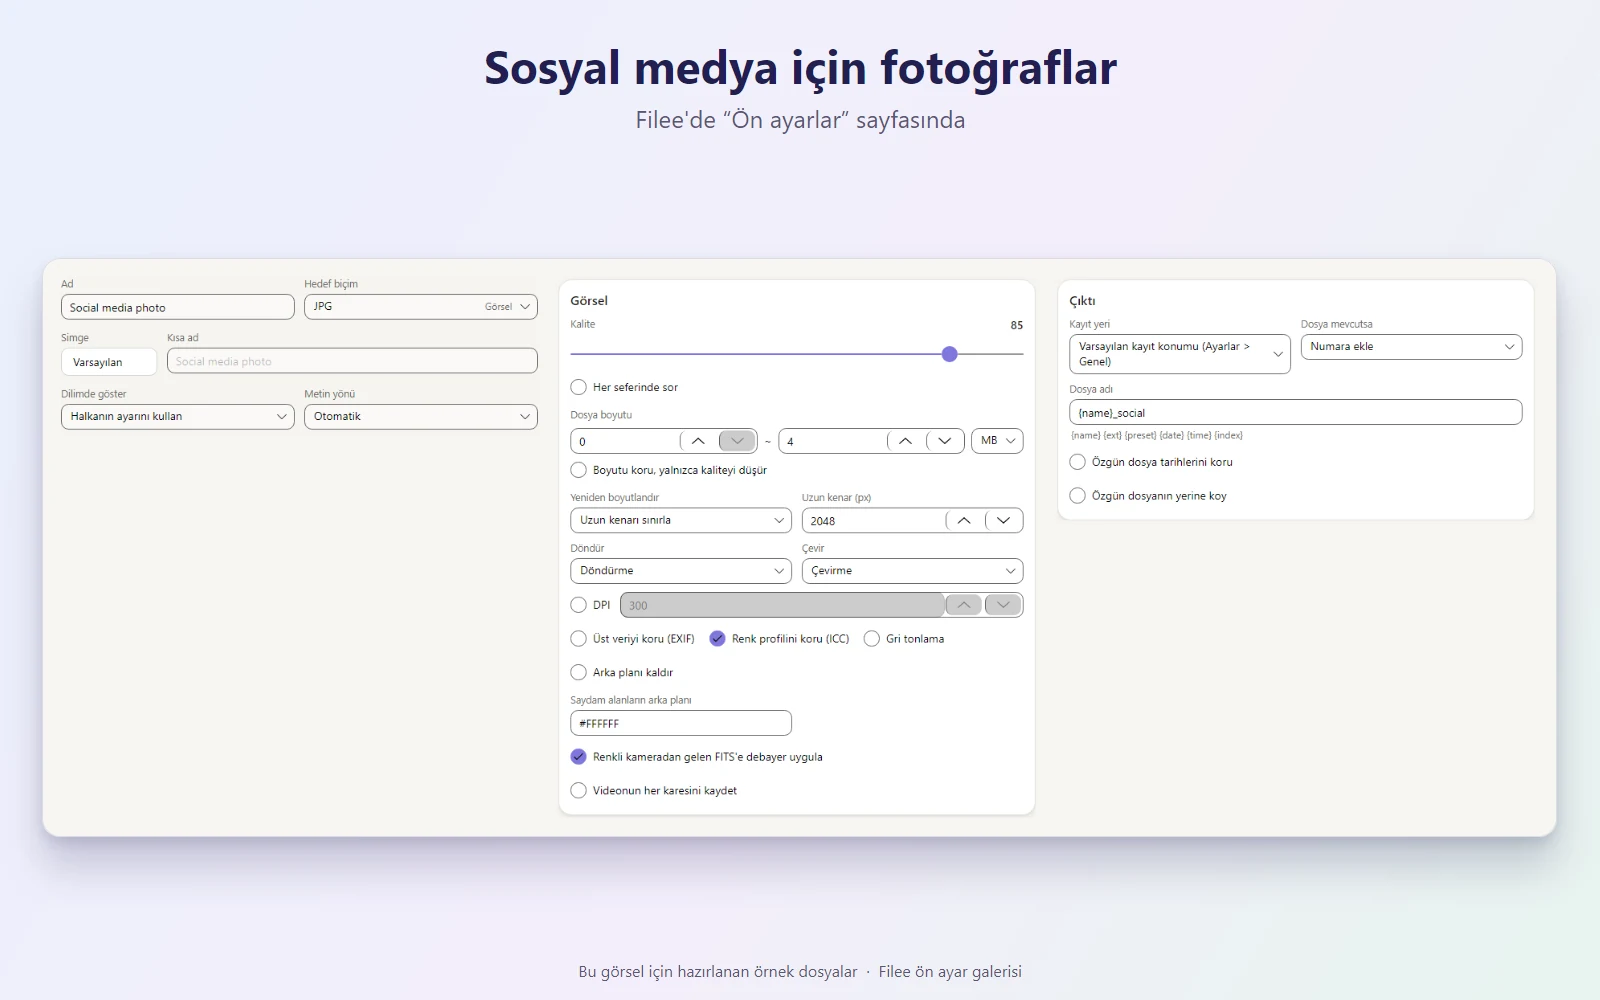 Sosyal medya için fotoğraflar
Filee'de “Ön ayarlar” sayfasında
Ad
Social media photo
Hedef biçim
JPG
Görsel
Simge
Varsayılan
Kısa ad
Social media photo
Dilimde göster
Halkanın ayarını kullan
Metin yönü
Otomatik
Görsel
Kalite
85
Her seferinde sor
Dosya boyutu
0
~
4
MB
Boyutu koru, yalnızca kaliteyi düşür
Yeniden boyutlandır
Uzun kenarı sınırla
Uzun kenar (px)
2048
Döndür
Döndürme
Çevir
Çevirme
DPI
300
Üst veriyi koru (EXIF)
Renk profilini koru (ICC)
Gri tonlama
Arka planı kaldır
Saydam alanların arka planı
#FFFFFF
Renkli kameradan gelen FITS'e debayer uygula
Videonun her karesini kaydet
Çıktı
Kayıt yeri
Varsayılan kayıt konumu (Ayarlar >
Genel)
Dosya mevcutsa
Numara ekle
Dosya adı
{name}_social
{name} {ext} {preset} {date} {time} {index}
Özgün dosya tarihlerini koru
Özgün dosyanın yerine koy
Bu görsel için hazırlanan örnek dosyalar · Filee ön ayar galerisi